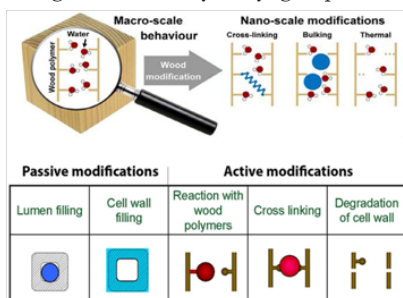 Macro-scale
behaviour
Nano-scale modifications
Cross-linking
Bulking
Thermal
Water
Wood polymer
Wood
modification
Passive modifications
Active modifications
Lumen filling
Cell wall
filling
Reaction with
wood
polymers
Cross linking
Degradation
of cell wall